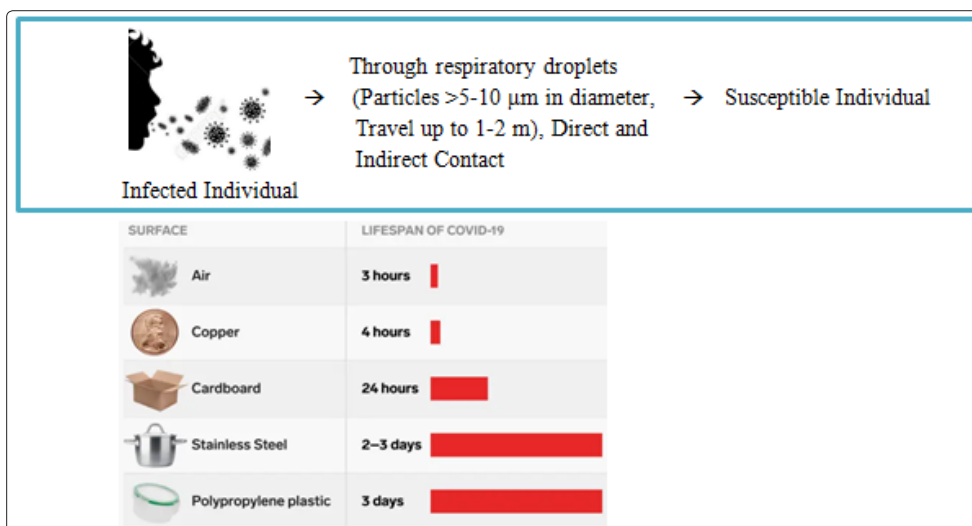 Through respiratory droplets
→ (Particles >5-10 μm in diameter, → Susceptible Individual
Travel up to 1-2 m), Direct and
Indirect Contact
Infected Individual
SURFACE LIFESPAN OF COVID-19
Air 3 hours
Copper 4 hours
Cardboard 24 hours
Stainless Steel 2–3 days
Polypropylene plastic 3 days